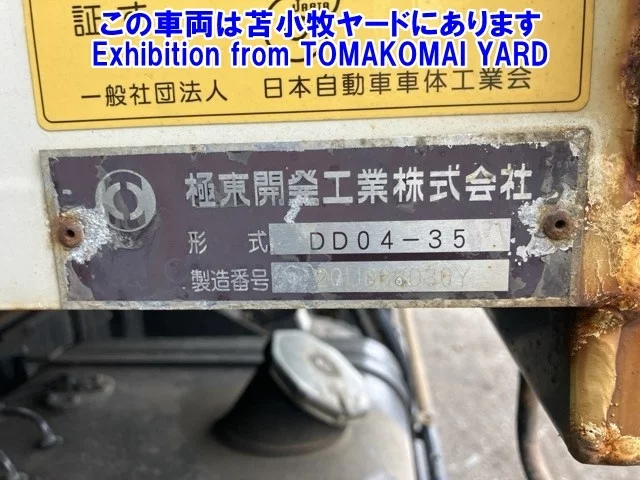 証
この車両は苫小牧ヤードにあります
Exhibition from TOMAKOMAI YARD
一般社団法人 日本自動車車体工業会
極東開発工業株式会社
形式 DD04-35
製造番号